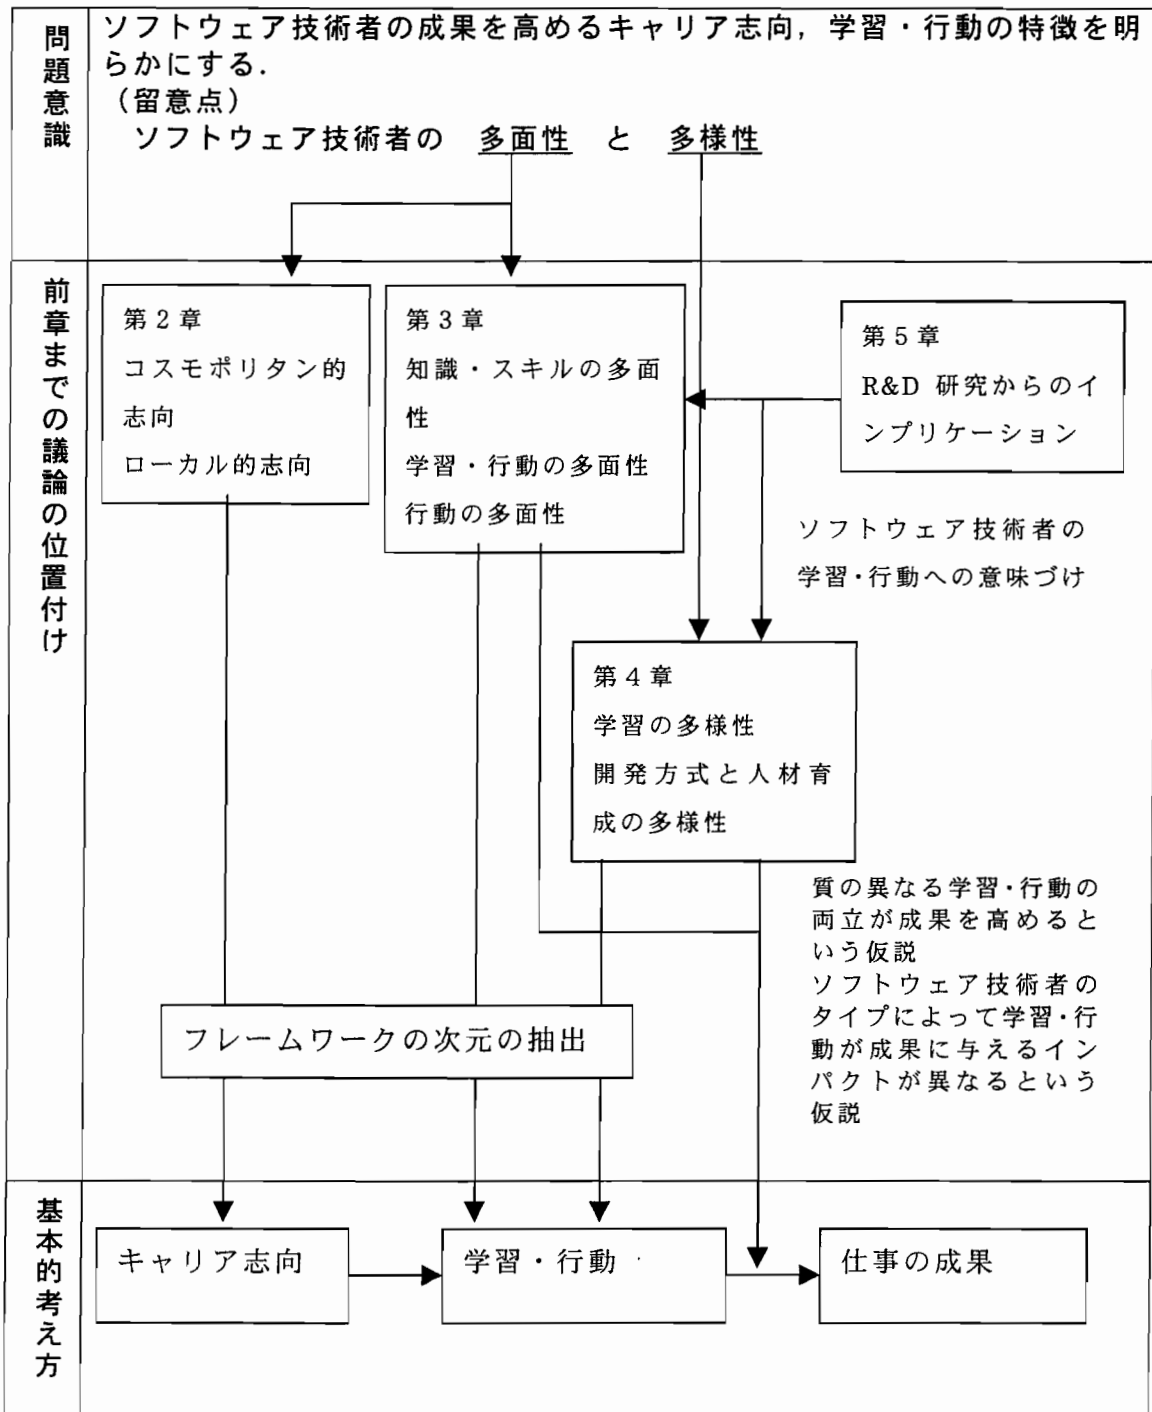 問題意識
ソフトウェア技術者の成果を高めるキャリア志向，学習・行動の特徴を明
らかにする．
（留意点）
ソフトウェア技術者の 多面性 と 多様性
前章までの議論の位置付け
第２章
コスモポリタン的
志向
ローカル的志向
第３章
知識・スキルの多面
性
学習・行動の多面性
行動の多面性
第５章
R&D 研究からのイ
ンプリケーション
ソフトウェア技術者の
学習・行動への意味づけ
第４章
学習の多様性
開発方式と人材育
成の多様性
質の異なる学習・行動の
両立が成果を高めると
いう仮説
ソフトウェア技術者の
タイプによって学習・行
動が成果に与えるイン
パクトが異なるという
仮説
フレームワークの次元の抽出
基本的考え方
キャリア志向
学習・行動
仕事の成果